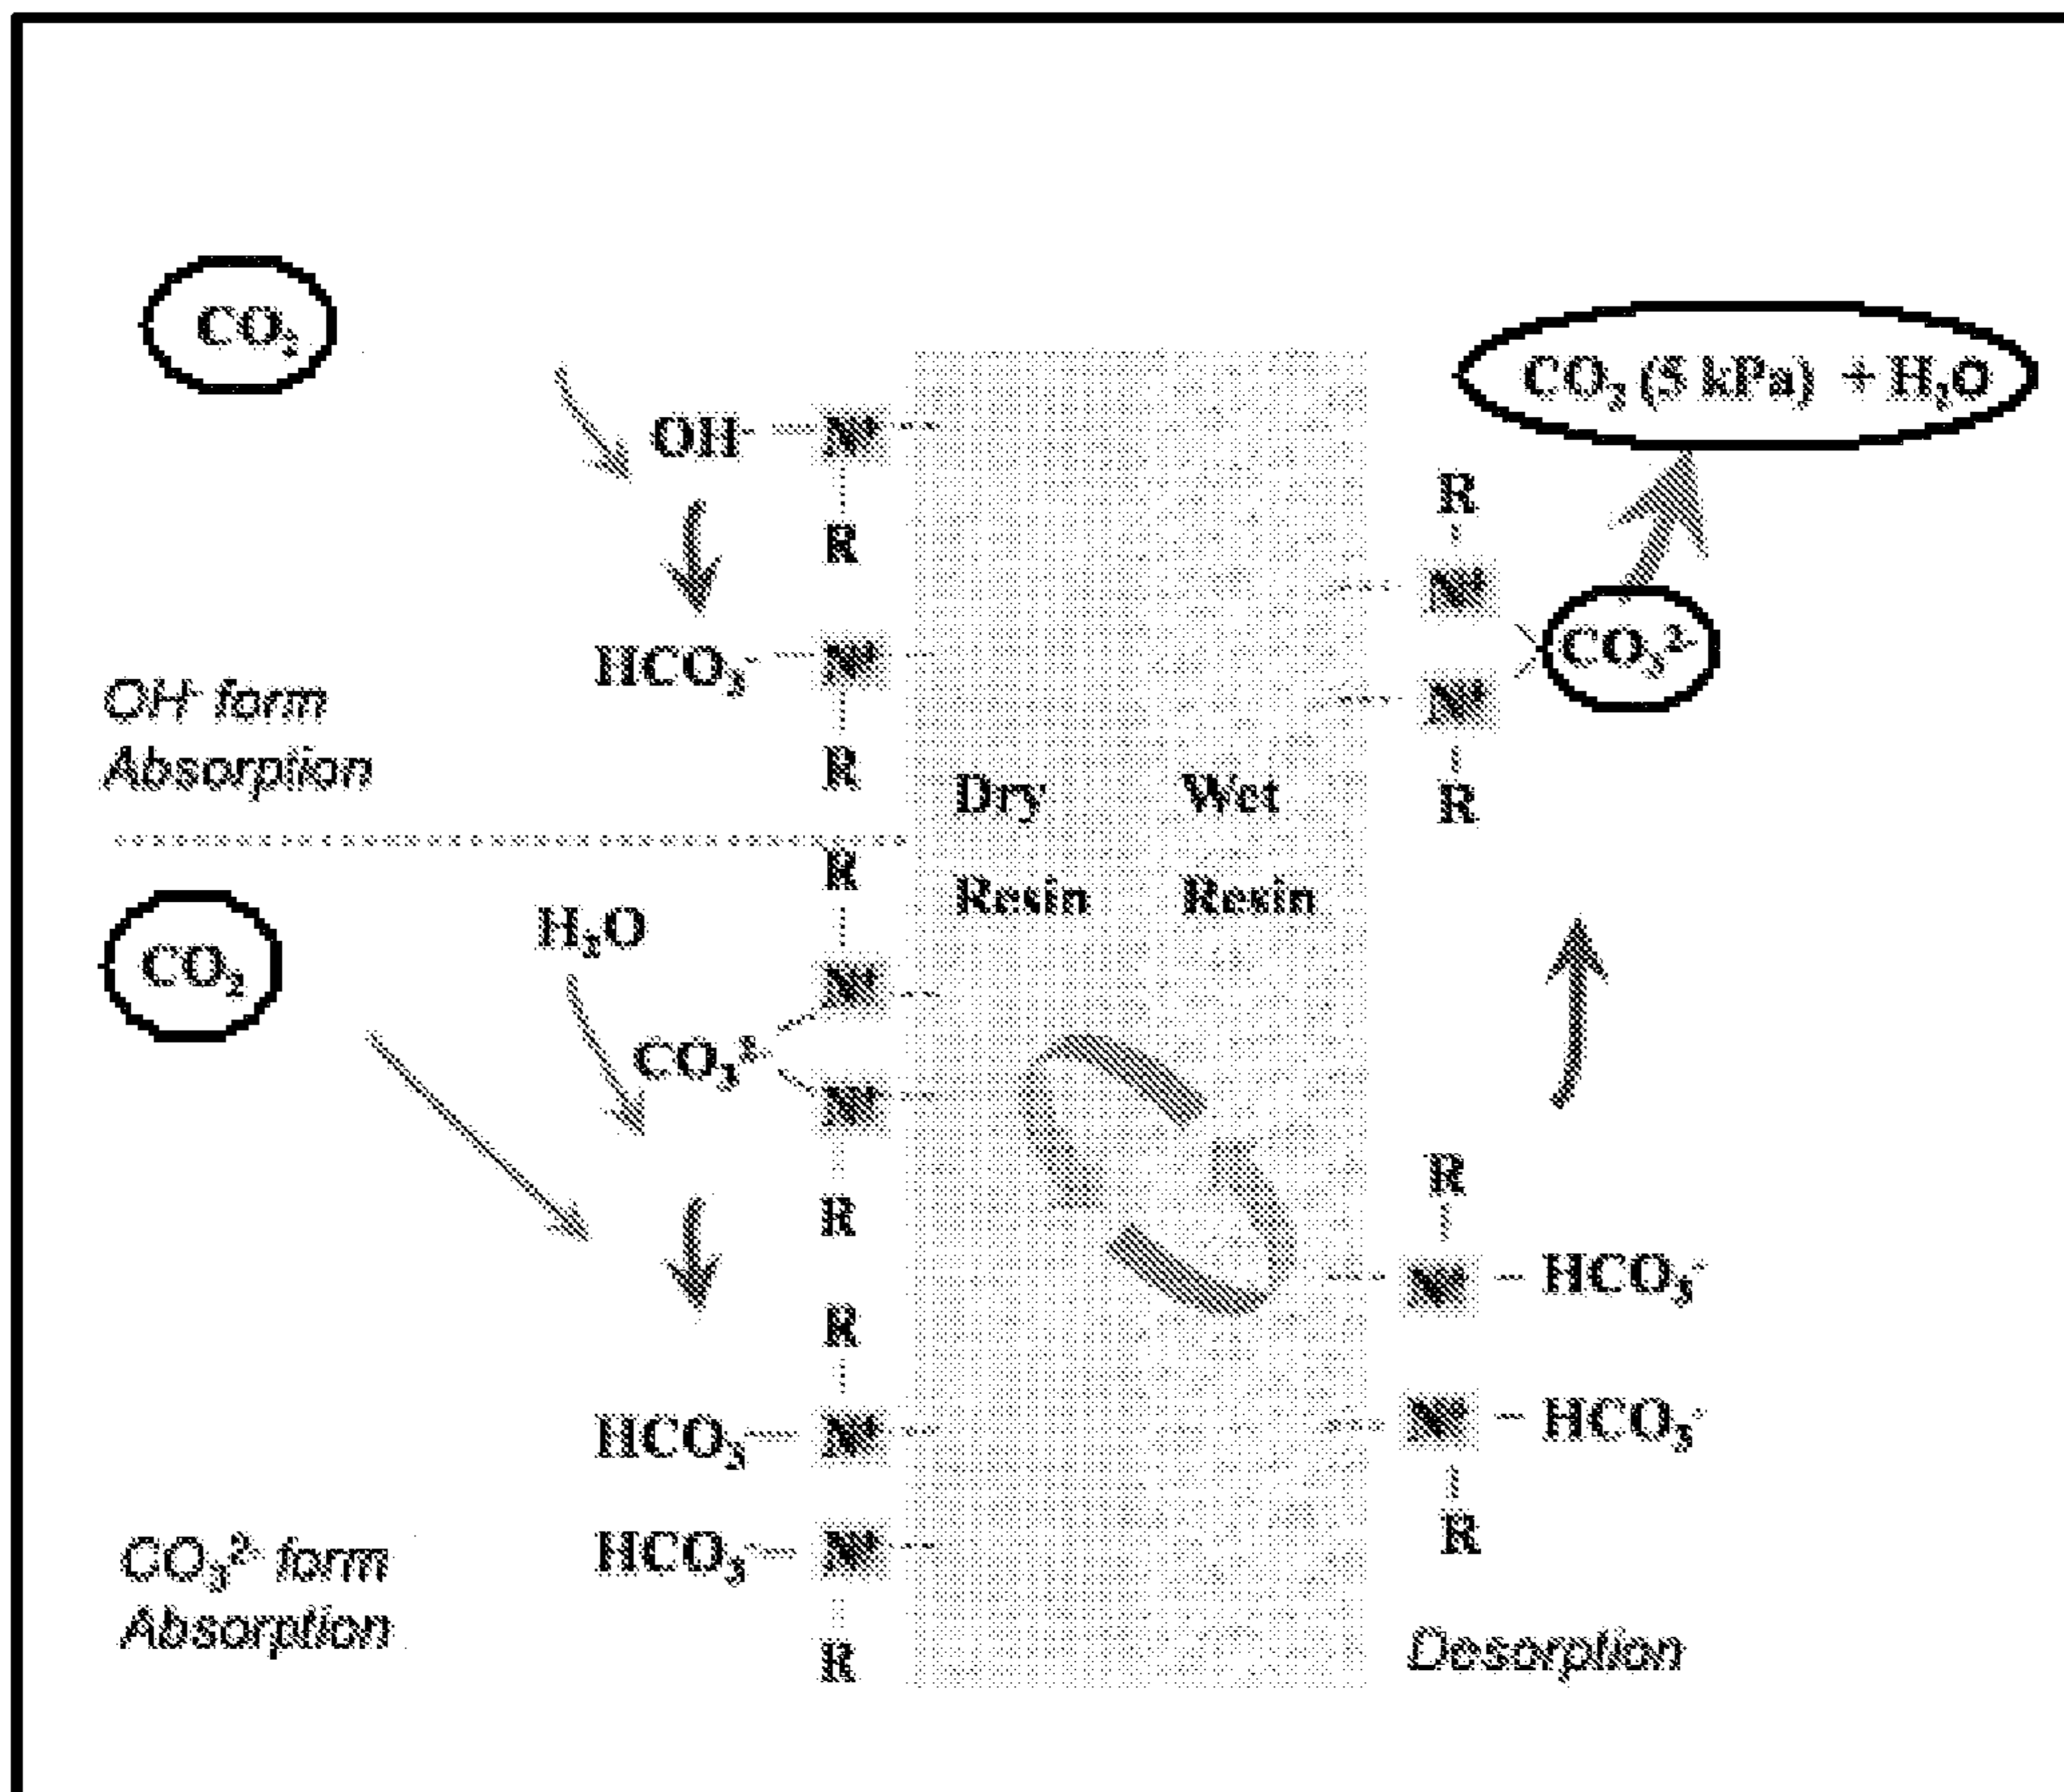 CO₂
OH⁻ N⁺
R
HCO₃⁻ N⁺
R
OH⁻ form
Absorption
R
CO₂
H₂O
N⁺
CO₃²⁻
N⁺
R
R
HCO₃⁻ N⁺
HCO₃⁻ N⁺
R
CO₃²⁻ form
Absorption
Dry
Resin
Wet
Resin
CO₂ (5 kPa) + H₂O
R
N⁺
CO₃²⁻
N⁺
R
R
N⁺ HCO₃⁻
N⁺ HCO₃⁻
R
Desorption